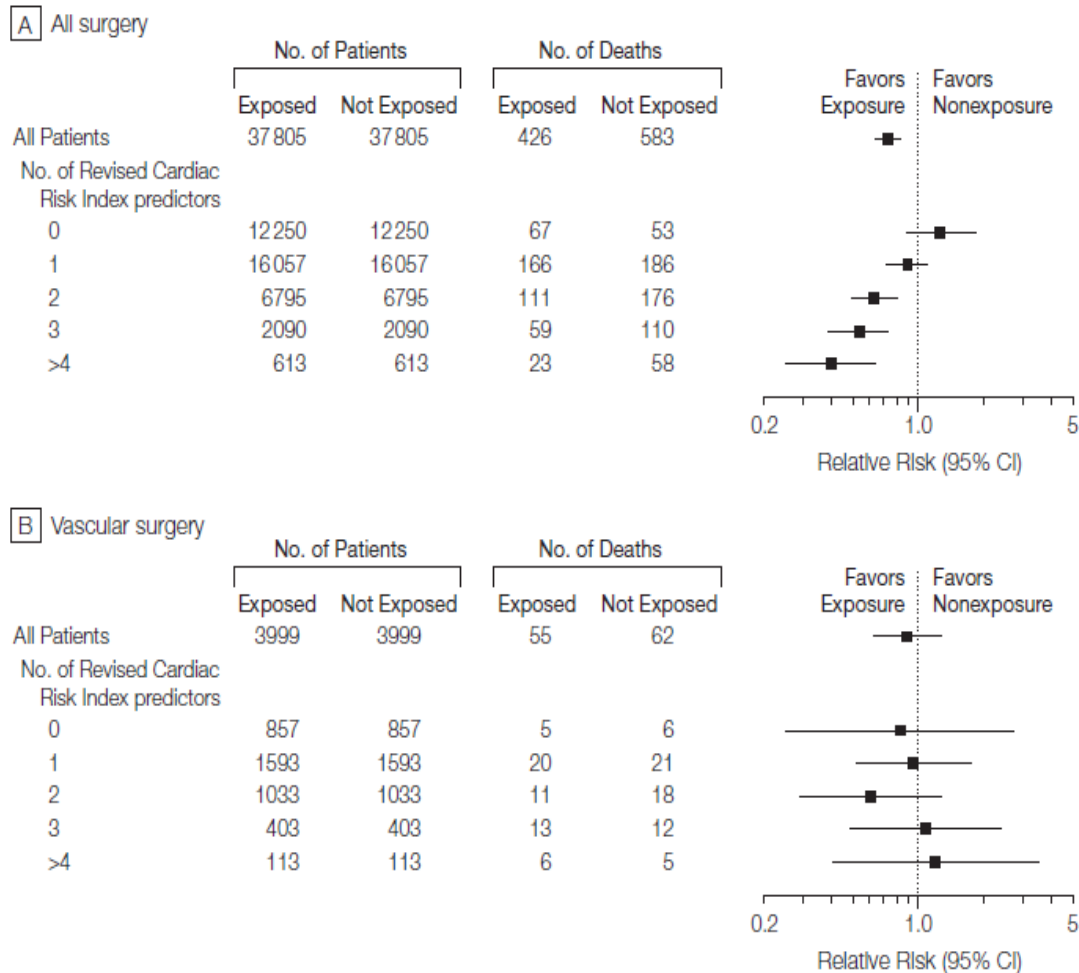 A All surgery
No. of Patients No. of Deaths
Favors Favors
Exposed Not Exposed Exposed Not Exposed Exposure Nonexposure
All Patients 37805 37805 426 583
No. of Revised Cardiac
Risk Index predictors
0 12250 12250 67 53
1 16057 16057 166 186
2 6795 6795 111 176
3 2090 2090 59 110
>4 613 613 23 58
0.2 1.0 5
Relative Risk (95% CI)
B Vascular surgery
No. of Patients No. of Deaths
Favors Favors
Exposed Not Exposed Exposed Not Exposed Exposure Nonexposure
All Patients 3999 3999 55 62
No. of Revised Cardiac
Risk Index predictors
0 857 857 5 6
1 1593 1593 20 21
2 1033 1033 11 18
3 403 403 13 12
>4 113 113 6 5
0.2 1.0 5
Relative Risk (95% CI)